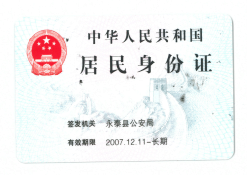 中华人民共和国
居民身份证
签发机关 永泰县公安局
有效期限 2007.12.11-长期